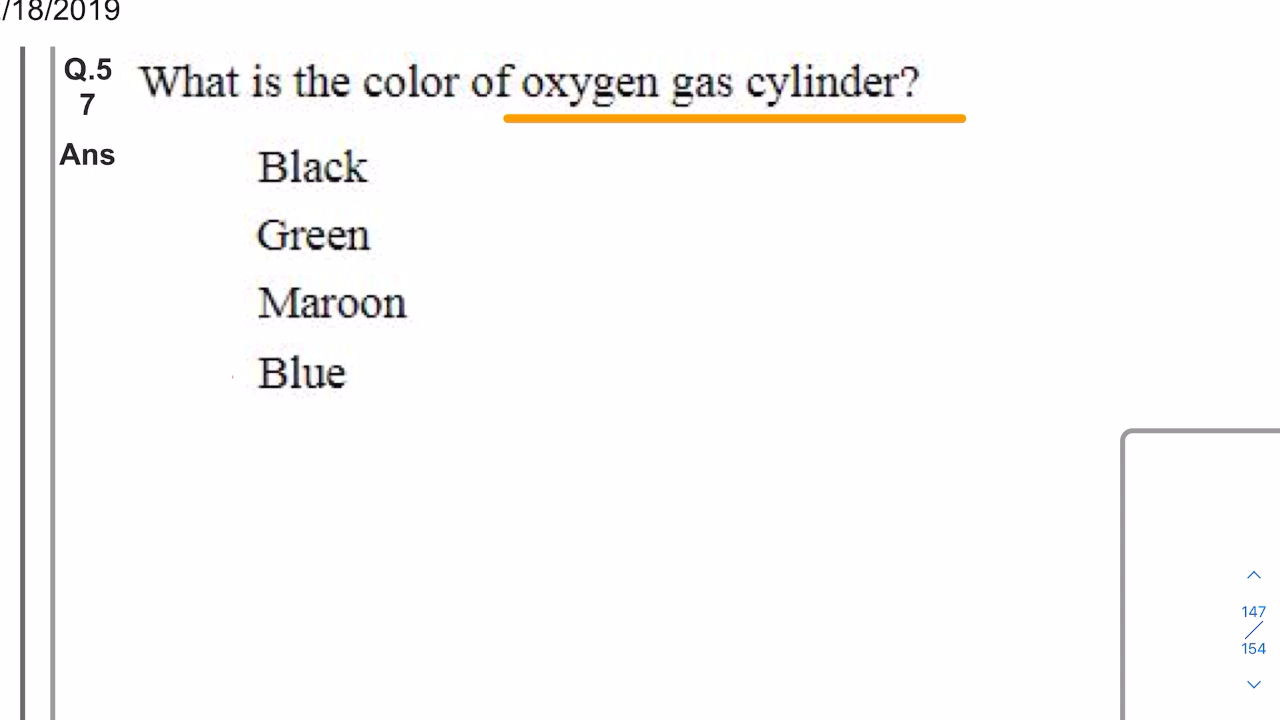 /18/2019
Q.5 What is the color of oxygen gas cylinder?
7
Ans Black
Green
Maroon
Blue
147
154